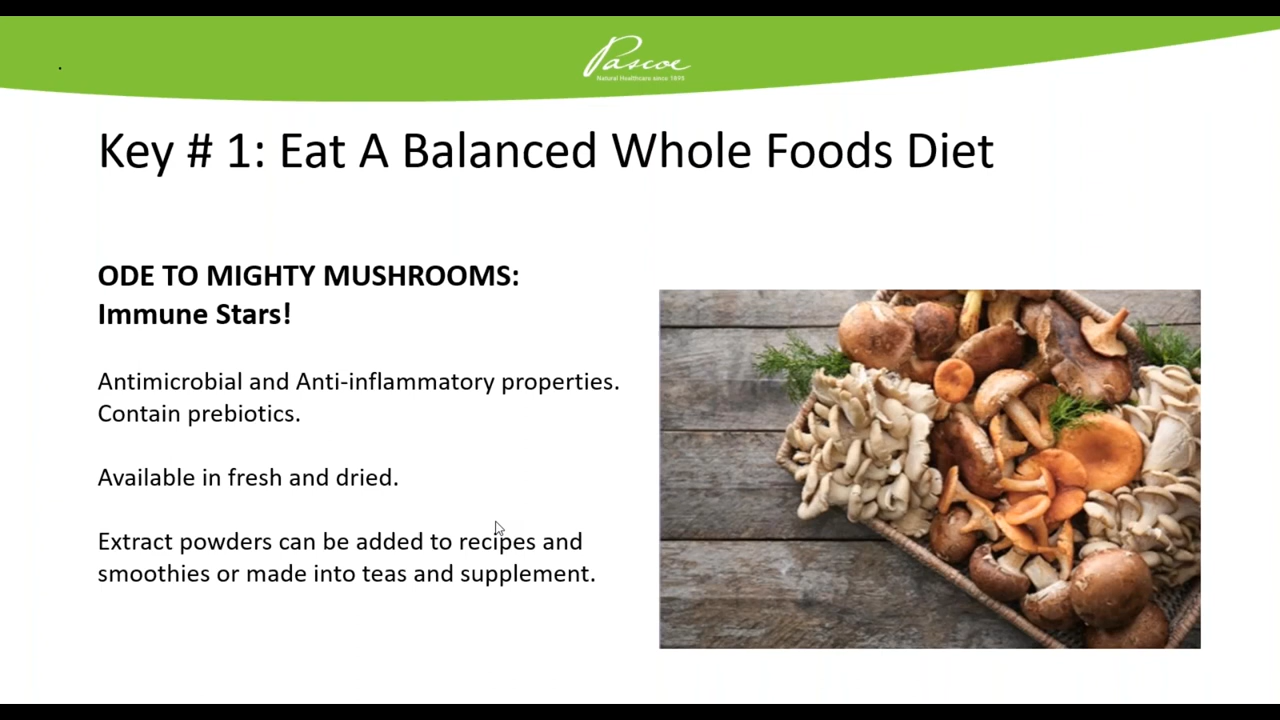 Pascoe
Natural Healthcare since 1895
Key # 1: Eat A Balanced Whole Foods Diet
ODE TO MIGHTY MUSHROOMS:
Immune Stars!
Antimicrobial and Anti-inflammatory properties.
Contain prebiotics.
Available in fresh and dried.
Extract powders can be added to recipes and
smoothies or made into teas and supplement.